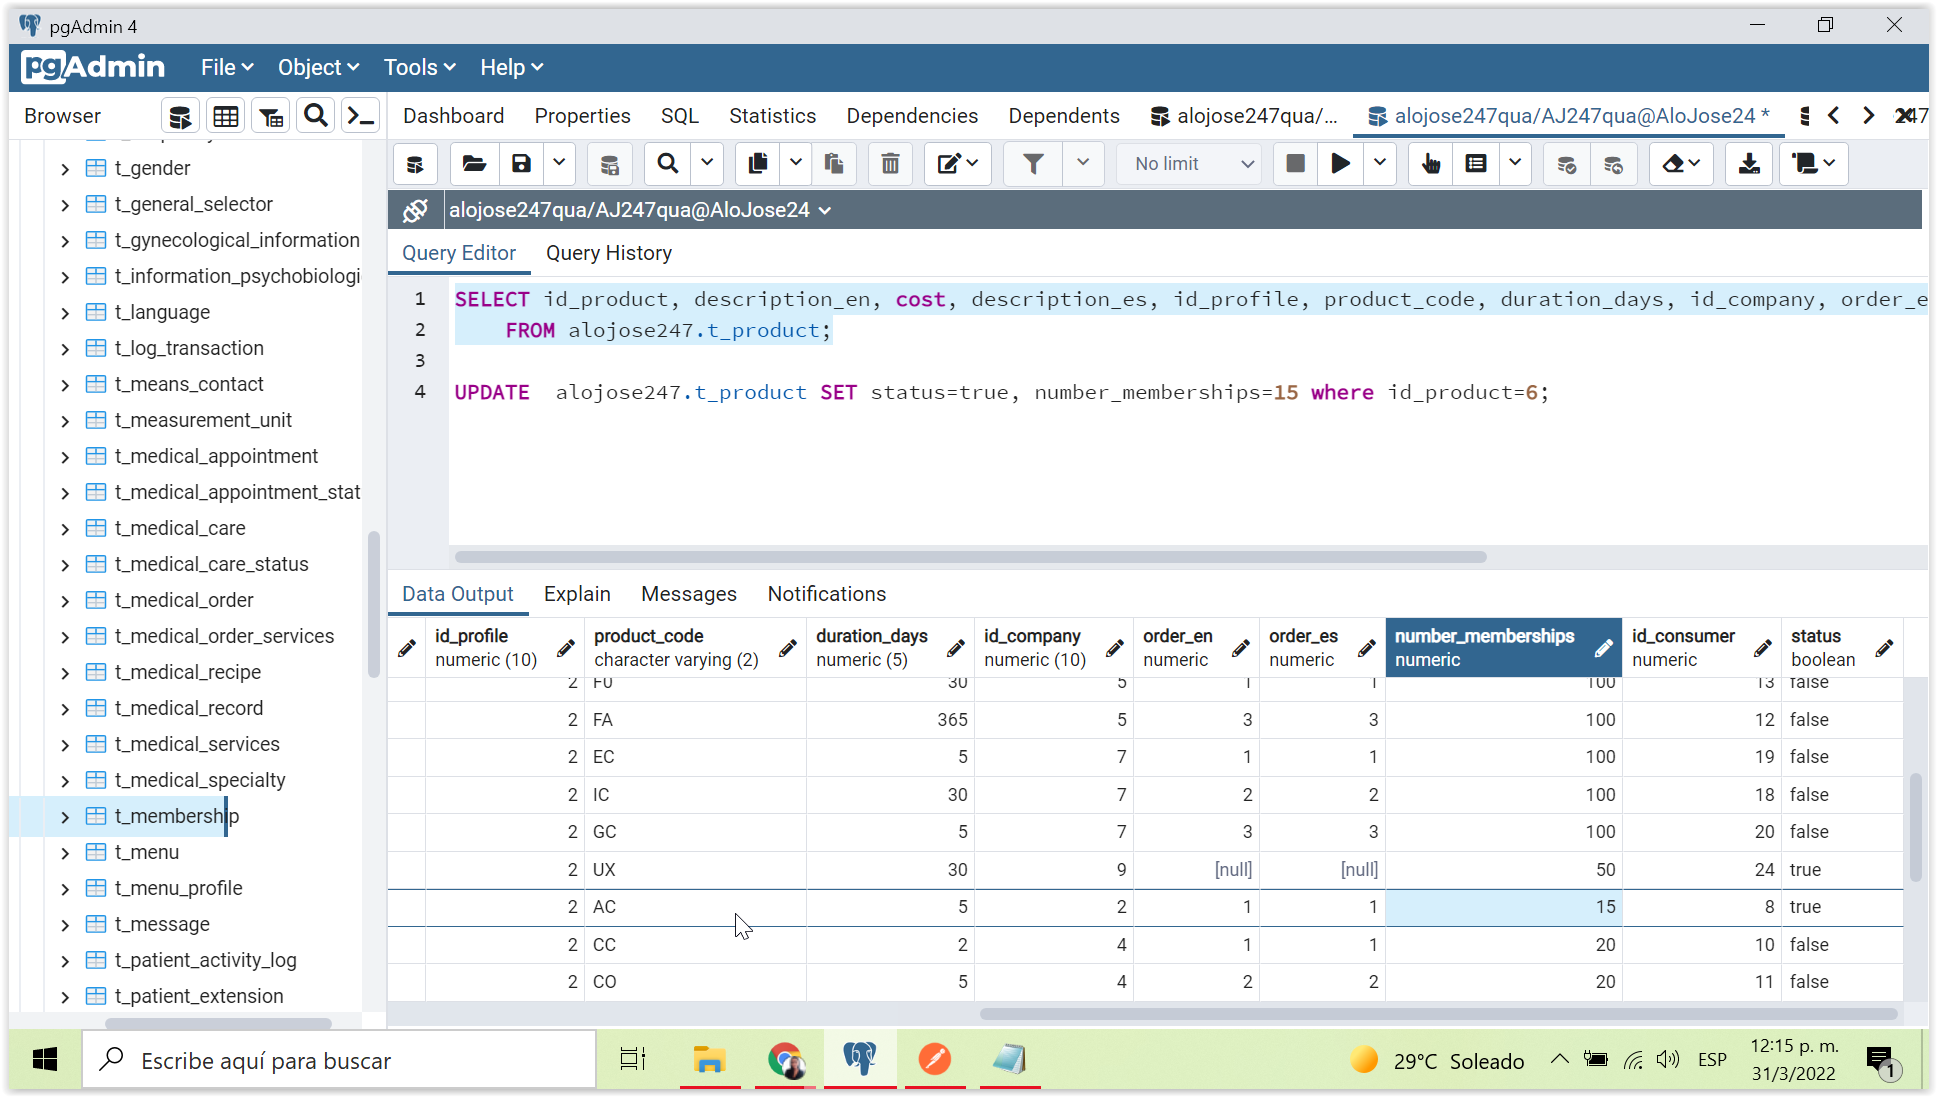 pgAdmin 4
pgAdmin File Object Tools Help
Browser
Dashboard Properties SQL Statistics Dependencies Dependents alojose247qua/... alojose247qua/AJ247qua@AloJose24 * 247
No limit
alojose247qua/AJ247qua@AloJose24
Query Editor Query History
1 SELECT id_product, description_en, cost, description_es, id_profile, product_code, duration_days, id_company, order_e
2 FROM alojose247.t_product;
3
4 UPDATE alojose247.t_product SET status=true, number_memberships=15 where id_product=6;
t_gender
t_general_selector
t_gynecological_information
t_information_psychobiologi
t_language
t_log_transaction
t_means_contact
t_measurement_unit
t_medical_appointment
t_medical_appointment_stat
t_medical_care
t_medical_care_status
t_medical_order
t_medical_order_services
t_medical_recipe
t_medical_record
t_medical_services
t_medical_specialty
t_membership
t_menu
t_menu_profile
t_message
t_patient_activity_log
t_patient_extension
Data Output Explain Messages Notifications
id_profile product_code duration_days id_company order_en order_es number_memberships id_consumer status
numeric (10) character varying (2) numeric (5) numeric (10) numeric numeric numeric numeric boolean
2 30 5 1 1 100 13 false
2 FA 365 5 3 3 100 12 false
2 EC 5 7 1 1 100 19 false
2 IC 30 7 2 2 100 18 false
2 GC 5 7 3 3 100 20 false
2 UX 30 9 [null] [null] 50 24 true
2 AC 5 2 1 1 15 8 true
2 CC 2 4 1 1 20 10 false
2 CO 5 4 2 2 20 11 false
Escribe aquí para buscar
29°C Soleado ESP 12:15 p. m.
31/3/2022
1